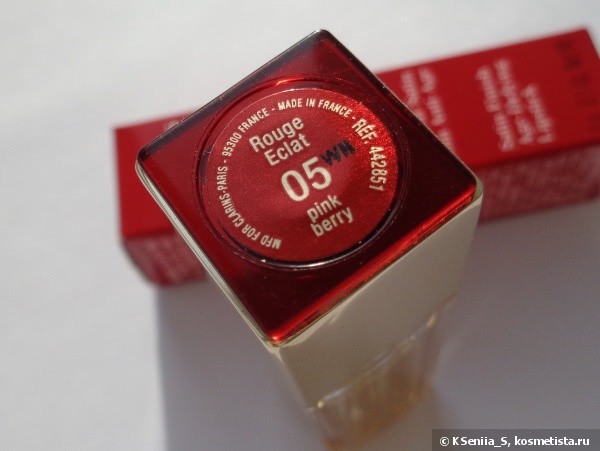 MFD FOR CLARINS-PARIS - 95300 FRANCE - MADE IN FRANCE - RÉF. 442851
Rouge
Eclat
05
WH
pink
berry
© KSeniia_S, kosmetista.ru